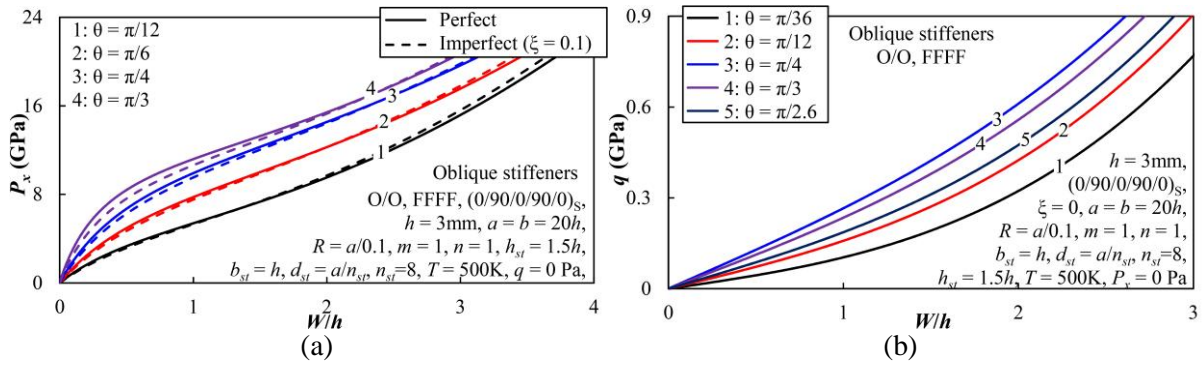 24
16
8
0
P_x (GPa)
1: θ = π/12
2: θ = π/6
3: θ = π/4
4: θ = π/3
Perfect
Imperfect (ξ = 0.1)
4
3
2
1
Oblique stiffeners
O/O, FFFF, (0/90/0/90/0)_S,
h = 3mm, a = b = 20h,
R = a/0.1, m = 1, n = 1, h_st = 1.5h,
b_st = h, d_st = a/n_st, n_st=8, T = 500K, q = 0 Pa,
0 1 2 3 4
W/h
(a)
0.9
0.6
0.3
0
q (GPa)
1: θ = π/36
2: θ = π/12
3: θ = π/4
4: θ = π/3
5: θ = π/2.6
Oblique stiffeners
O/O, FFFF
3
4
5
2
1
h = 3mm,
(0/90/0/90/0)_S,
ξ = 0, a = b = 20h,
R = a/0.1, m = 1, n = 1,
b_st = h, d_st = a/n_st, n_st=8,
h_st = 1.5h, T = 500K, P_x = 0 Pa
0 1 2 3
W/h
(b)